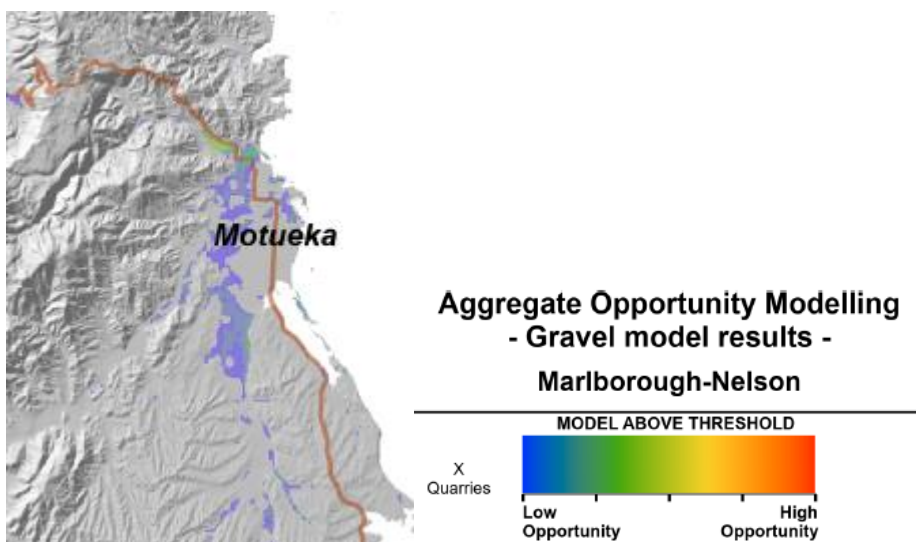 Motueka
Aggregate Opportunity Modelling
- Gravel model results -
Marlborough-Nelson
MODEL ABOVE THRESHOLD
X
Quarries
Low
Opportunity
High
Opportunity